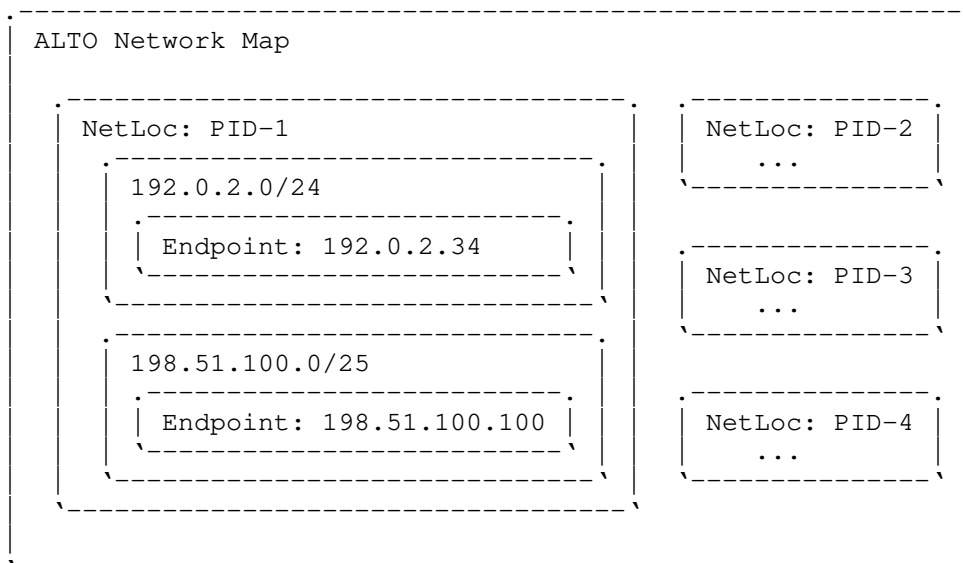 ALTO Network Map
NetLoc: PID-1
192.0.2.0/24
Endpoint: 192.0.2.34
198.51.100.0/25
Endpoint: 198.51.100.100
NetLoc: PID-2
...
NetLoc: PID-3
...
NetLoc: PID-4
...